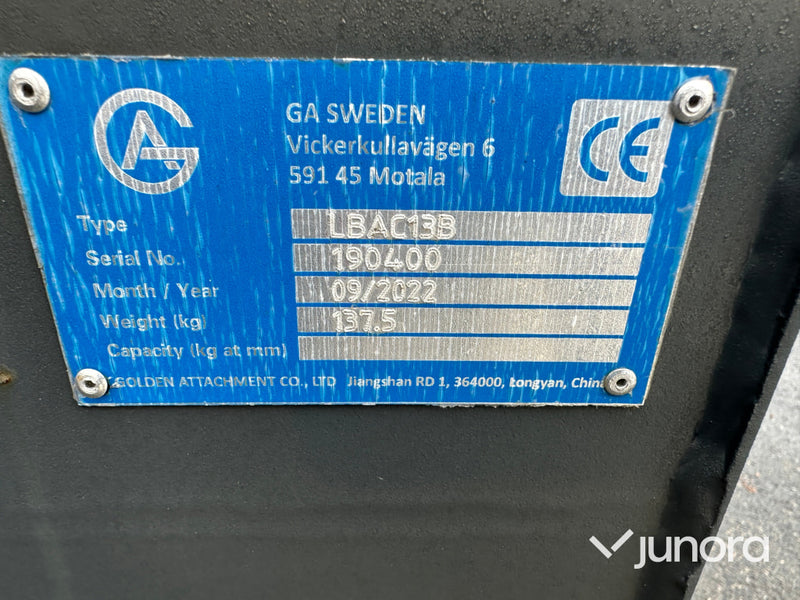 GA SWEDEN
Vickerkullavägen 6
591 45 Motala
CE
Type LBAC13B
Serial No. 190400
Month / Year 09/2022
Weight (kg) 137.5
Capacity (kg at mm)
GOLDEN ATTACHMENT CO., LTD Jiangshan RD 1, 364000, Longyan, China
junora